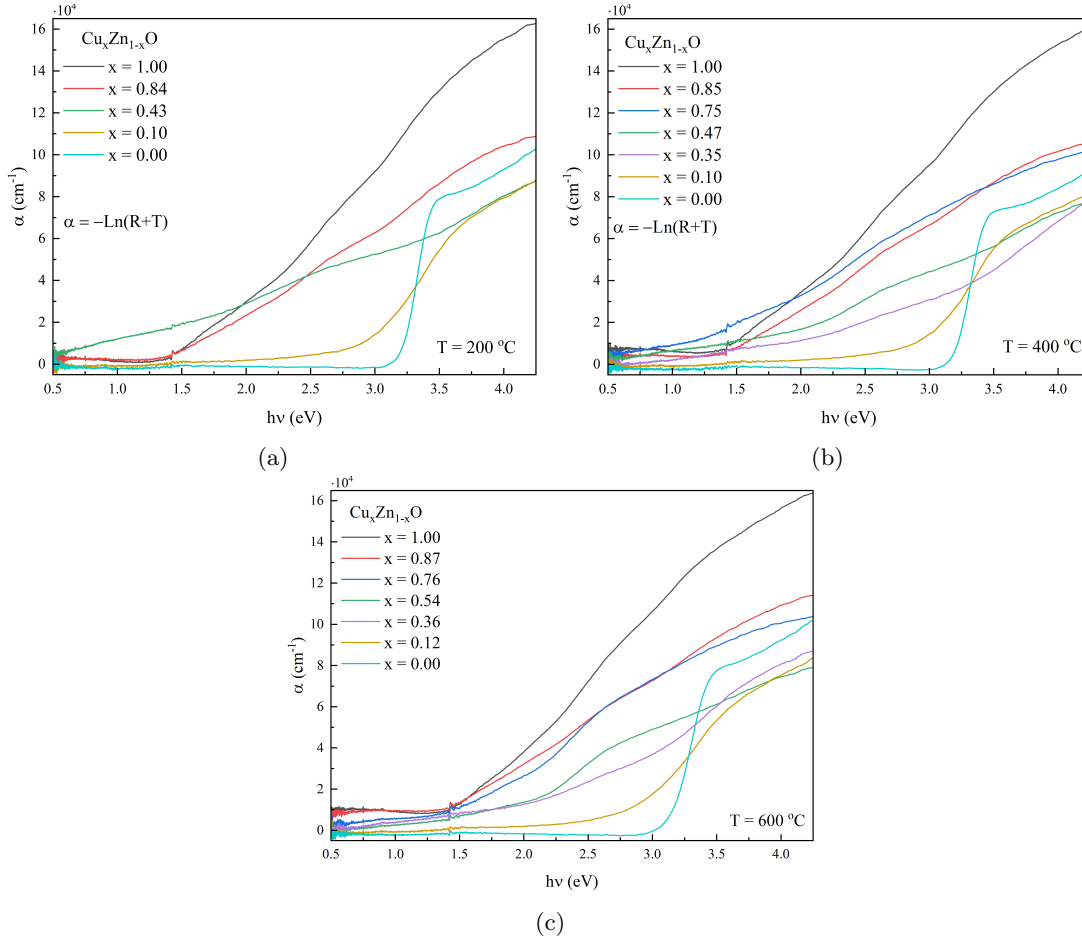 ·10⁴
CuₓZn₁₋ₓO
x = 1.00
x = 0.84
x = 0.43
x = 0.10
x = 0.00
α = −Ln(R+T)
T = 200 °C
16
14
12
10
8
6
4
2
0
α (cm⁻¹)
0.5 1.0 1.5 2.0 2.5 3.0 3.5 4.0
hν (eV)
(a)
·10⁴
CuₓZn₁₋ₓO
x = 1.00
x = 0.85
x = 0.75
x = 0.47
x = 0.35
x = 0.10
x = 0.00
α = −Ln(R+T)
T = 400 °C
16
14
12
10
8
6
4
2
0
α (cm⁻¹)
0.5 1.0 1.5 2.0 2.5 3.0 3.5 4.0
hν (eV)
(b)
·10⁴
CuₓZn₁₋ₓO
x = 1.00
x = 0.87
x = 0.76
x = 0.54
x = 0.36
x = 0.12
x = 0.00
T = 600 °C
16
14
12
10
8
6
4
2
0
α (cm⁻¹)
0.5 1.0 1.5 2.0 2.5 3.0 3.5 4.0
hν (eV)
(c)